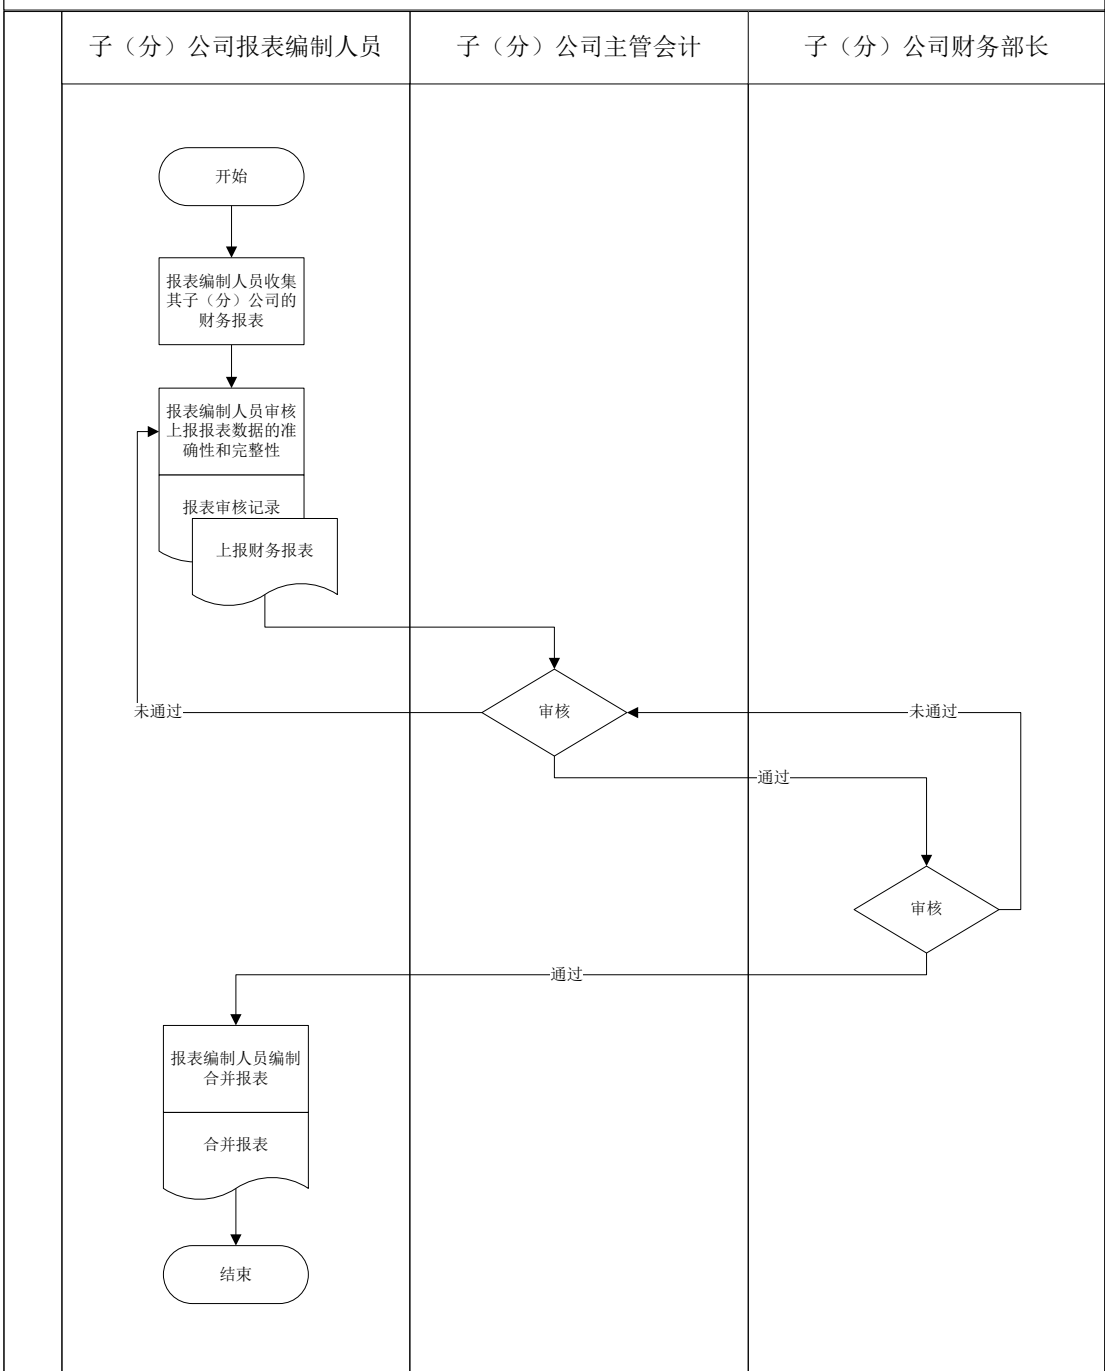 子（分）公司报表编制人员
子（分）公司主管会计
子（分）公司财务部长
开始
报表编制人员收集
其子（分）公司的
财务报表
报表编制人员审核
上报报表数据的准
确性和完整性
报表审核记录
上报财务报表
未通过
审核
未通过
通过
审核
通过
报表编制人员编制
合并报表
合并报表
结束